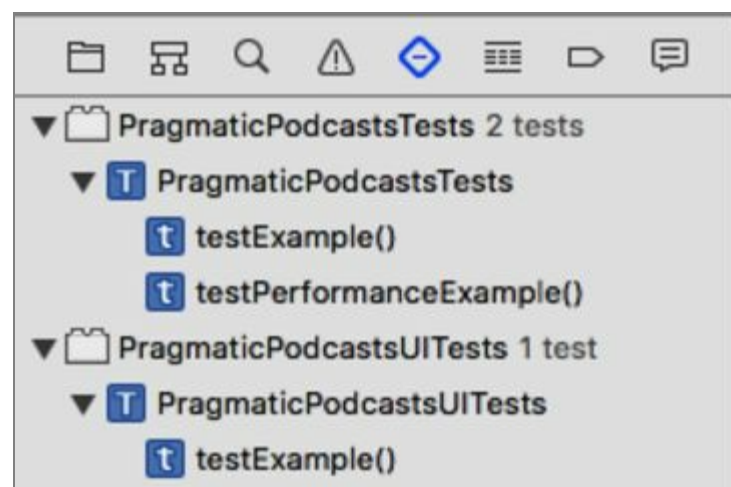 PragmaticPodcastsTests 2 tests
T PragmaticPodcastsTests
t testExample()
t testPerformanceExample()
PragmaticPodcastsUITests 1 test
T PragmaticPodcastsUITests
t testExample()